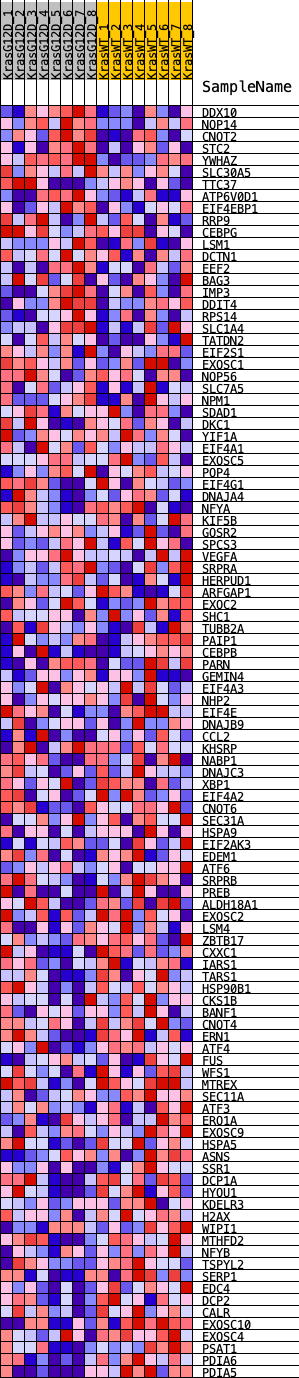 KrasG12D_1
KrasG12D_2
KrasG12D_3
KrasG12D_4
KrasG12D_5
KrasG12D_6
KrasG12D_7
KrasG12D_8
KrasWT_1
KrasWT_2
KrasWT_3
KrasWT_4
KrasWT_5
KrasWT_6
KrasWT_7
KrasWT_8
SampleName
DDX10
NOP14
CNOT2
STC2
YWHAZ
SLC30A5
TTC37
ATP6V0D1
EIF4EBP1
RRP9
CEBPG
LSM1
DCTN1
EEF2
BAG3
IMP3
DDIT4
RPS14
SLC1A4
TATDN2
EIF2S1
EXOSC1
NOP56
SLC7A5
NPM1
SDAD1
DKC1
YIF1A
EIF4A1
EXOSC5
POP4
EIF4G1
DNAJA4
NFYA
KIF5B
GOSR2
SPCS3
VEGFA
SRPRA
HERPUD1
ARFGAP1
EXOC2
SHC1
TUBB2A
PAIP1
CEBPB
PARN
GEMIN4
EIF4A3
NHP2
EIF4E
DNAJB9
CCL2
KHSRP
NABP1
DNAJC3
XBP1
EIF4A2
CNOT6
SEC31A
HSPA9
EIF2AK3
EDEM1
ATF6
SRPRB
PREB
ALDH18A1
EXOSC2
LSM4
ZBTB17
CXXC1
IARS1
TARS1
HSP90B1
CKS1B
BANF1
CNOT4
ERN1
ATF4
FUS
WFS1
MTREX
SEC11A
ATF3
ERO1A
EXOSC9
HSPA5
ASNS
SSR1
DCP1A
HYOU1
KDELR3
H2AX
WIPI1
MTHFD2
NFYB
TSPYL2
SERP1
EDC4
DCP2
CALR
EXOSC10
EXOSC4
PSAT1
PDIA6
PDIA5